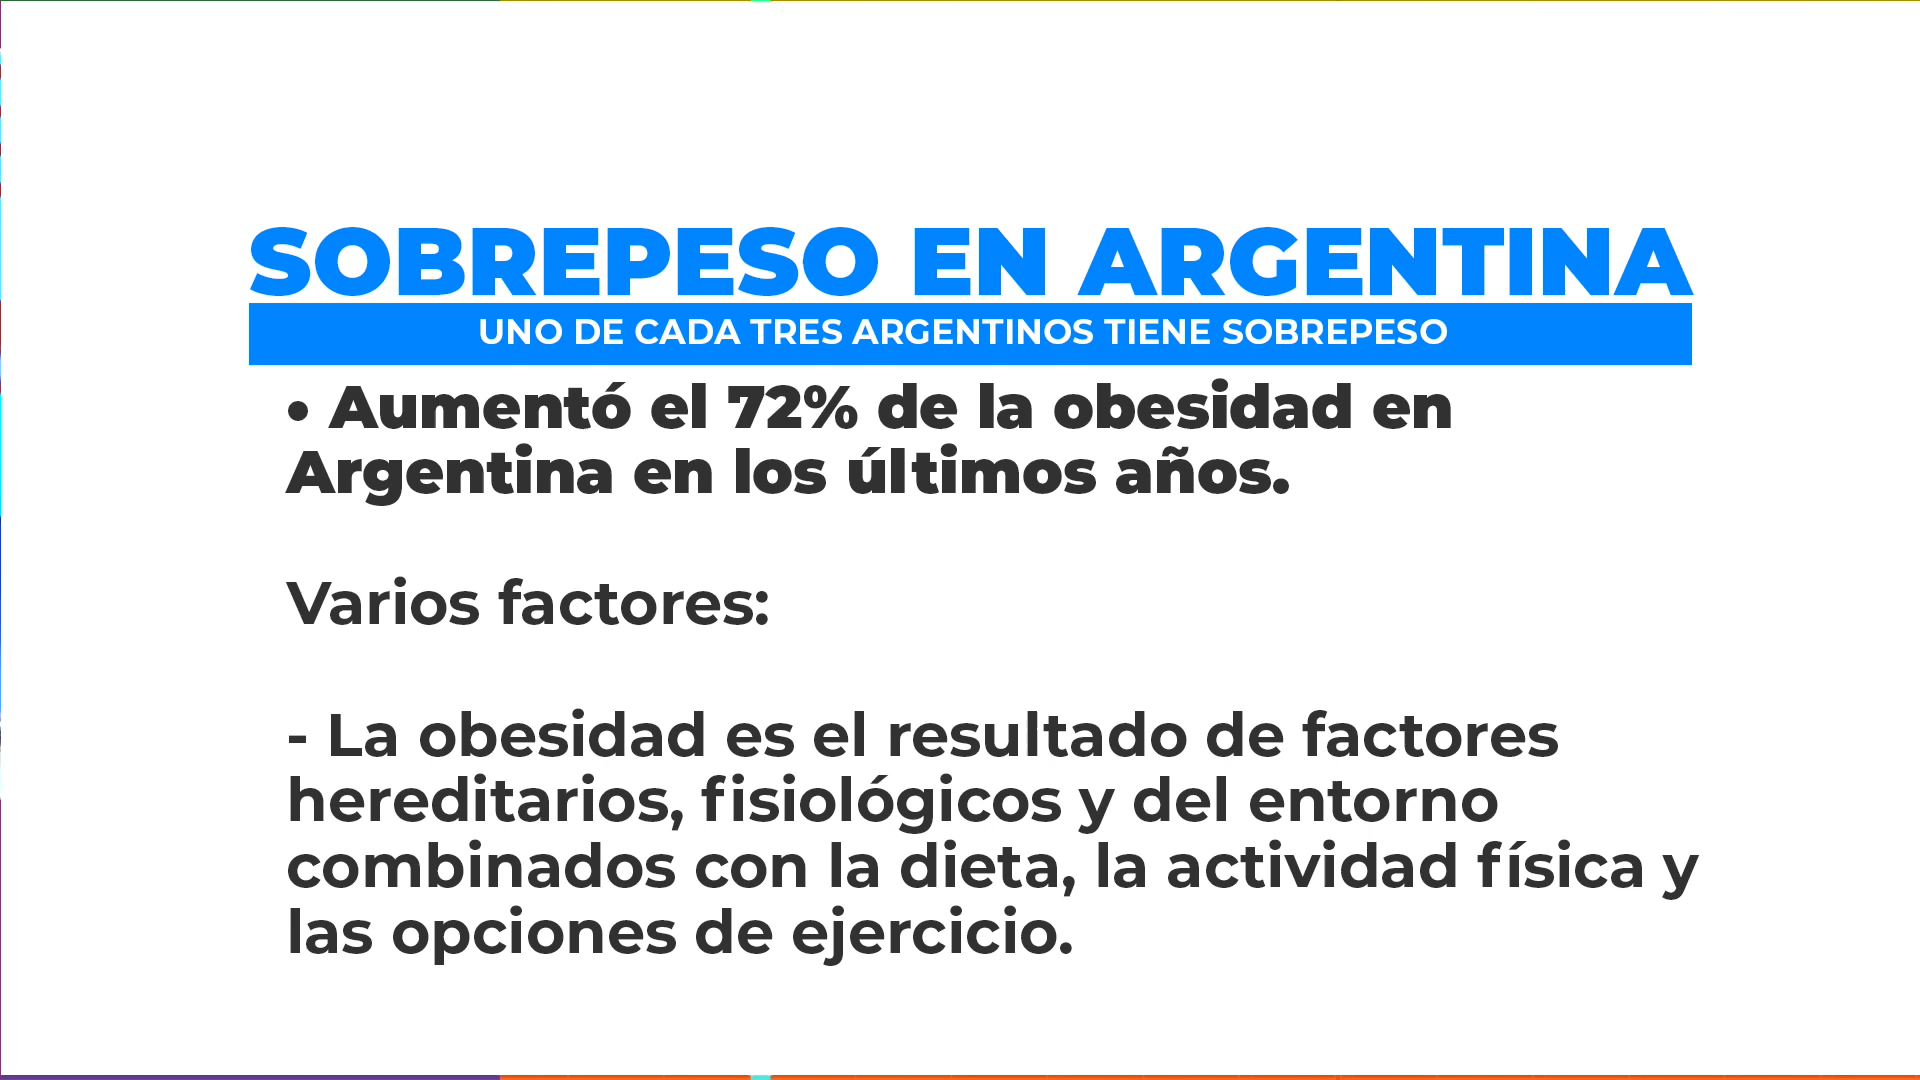 SOBREPESO EN ARGENTINA
UNO DE CADA TRES ARGENTINOS TIENE SOBREPESO
• Aumentó el 72% de la obesidad en
Argentina en los últimos años.
Varios factores:
- La obesidad es el resultado de factores
hereditarios, fisiológicos y del entorno
combinados con la dieta, la actividad física y
las opciones de ejercicio.